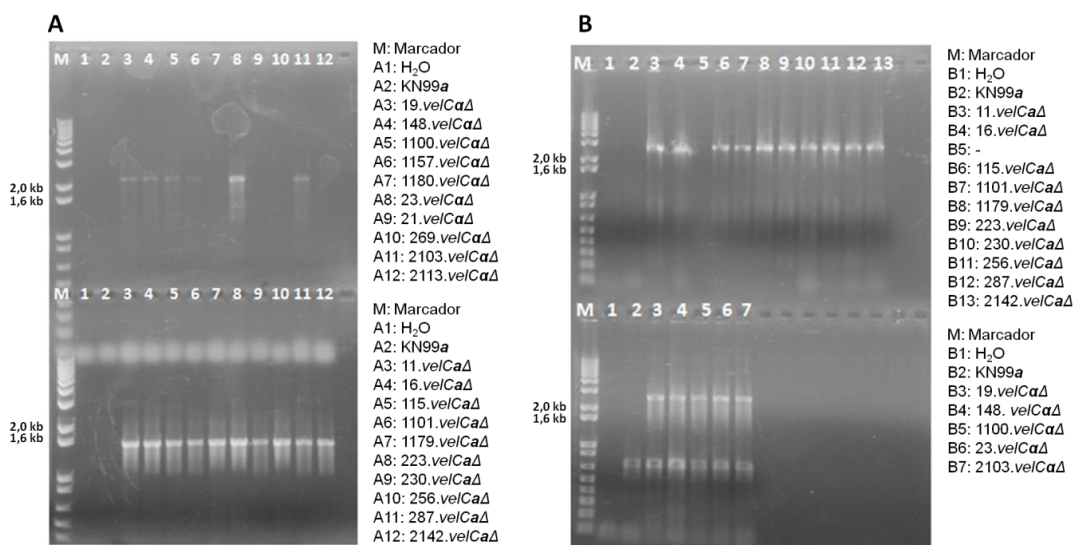 A
M 1 2 3 4 5 6 7 8 9 10 11 12
2,0 kb
1,6 kb
M: Marcador
A1: H₂O
A2: KN99a
A3: 19.velCαΔ
A4: 148.velCαΔ
A5: 1100.velCαΔ
A6: 1157.velCαΔ
A7: 1180.velCαΔ
A8: 23.velCαΔ
A9: 21.velCαΔ
A10: 269.velCαΔ
A11: 2103.velCαΔ
A12: 2113.velCαΔ
M 1 2 3 4 5 6 7 8 9 10 11 12
2,0 kb
1,6 kb
M: Marcador
A1: H₂O
A2: KN99a
A3: 11.velCaΔ
A4: 16.velCaΔ
A5: 115.velCaΔ
A6: 1101.velCaΔ
A7: 1179.velCaΔ
A8: 223.velCaΔ
A9: 230.velCaΔ
A10: 256.velCaΔ
A11: 287.velCaΔ
A12: 2142.velCaΔ
B
M 1 2 3 4 5 6 7 8 9 10 11 12 13
2,0 kb
1,6 kb
M: Marcador
B1: H₂O
B2: KN99a
B3: 11.velCaΔ
B4: 16.velCaΔ
B5: -
B6: 115.velCaΔ
B7: 1101.velCaΔ
B8: 1179.velCaΔ
B9: 223.velCaΔ
B10: 230.velCaΔ
B11: 256.velCaΔ
B12: 287.velCaΔ
B13: 2142.velCaΔ
M 1 2 3 4 5 6 7
2,0 kb
1,6 kb
M: Marcador
B1: H₂O
B2: KN99a
B3: 19.velCαΔ
B4: 148. velCαΔ
B5: 1100.velCαΔ
B6: 23.velCαΔ
B7: 2103.velCαΔ